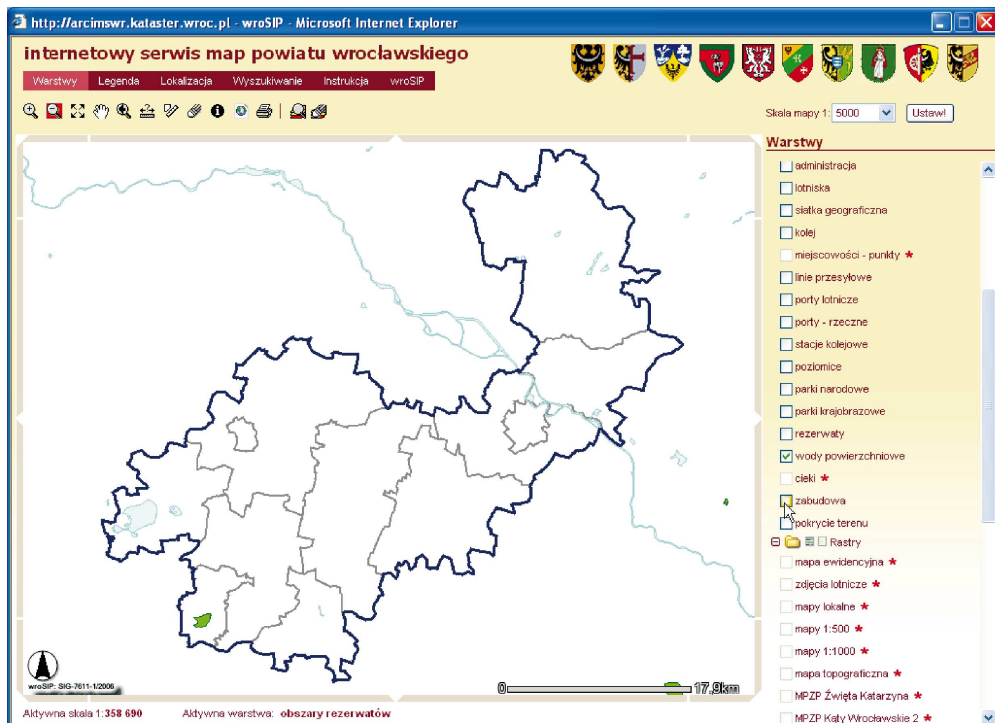 http://arcimswr.kataster.wroc.pl - wroSIP - Microsoft Internet Explorer
internetowy serwis map powiatu wrocławskiego
Warstwy Legenda Lokalizacja Wyszukiwanie Instrukcja wroSIP
Skala mapy 1: 5000 Ustaw!
Warstwy
administracja
lotniska
siatka geograficzna
kolej
miejscowości - punkty *
linie przesyłowe
porty lotnicze
porty - rzeczne
stacje kolejowe
poziomice
parki narodowe
parki krajobrazowe
rezerwaty
wody powierzchniowe
cieki *
zabudowa
pokrycie terenu
Rastry
mapa ewidencyjna *
zdjęcia lotnicze *
mapy lokalne *
mapy 1:500 *
mapy 1:1000 *
mapa topograficzna *
MPZP Żwięta Katarzyna *
MPZP Kąty Wrocławskie 2 *
wroSIP: SIG-7611-1/2006
0 17,9km
Aktywna skala 1:358 690 Aktywna warstwa: obszary rezerwatów